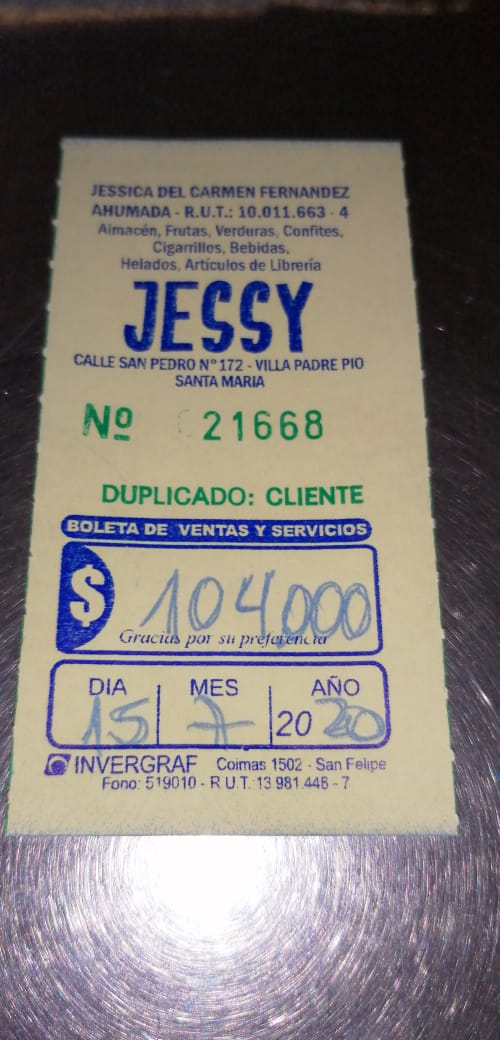 JESSICA DEL CARMEN FERNANDEZ
AHUMADA - R.U.T.: 10.011.663 - 4
Almacén, Frutas, Verduras, Confites,
Cigarrillos, Bebidas,
Helados, Artículos de Librería
JESSY
CALLE SAN PEDRO Nº 172 - VILLA PADRE PIO
SANTA MARIA
Nº 021668
DUPLICADO: CLIENTE
BOLETA DE VENTAS Y SERVICIOS
$ 104,000
Gracias por su preferencia
DIA MES AÑO
15 7 2020
INVERGRAF Coimas 1502 - San Felipe
Fono: 519010 - R.U.T. 13.981.448 - 7